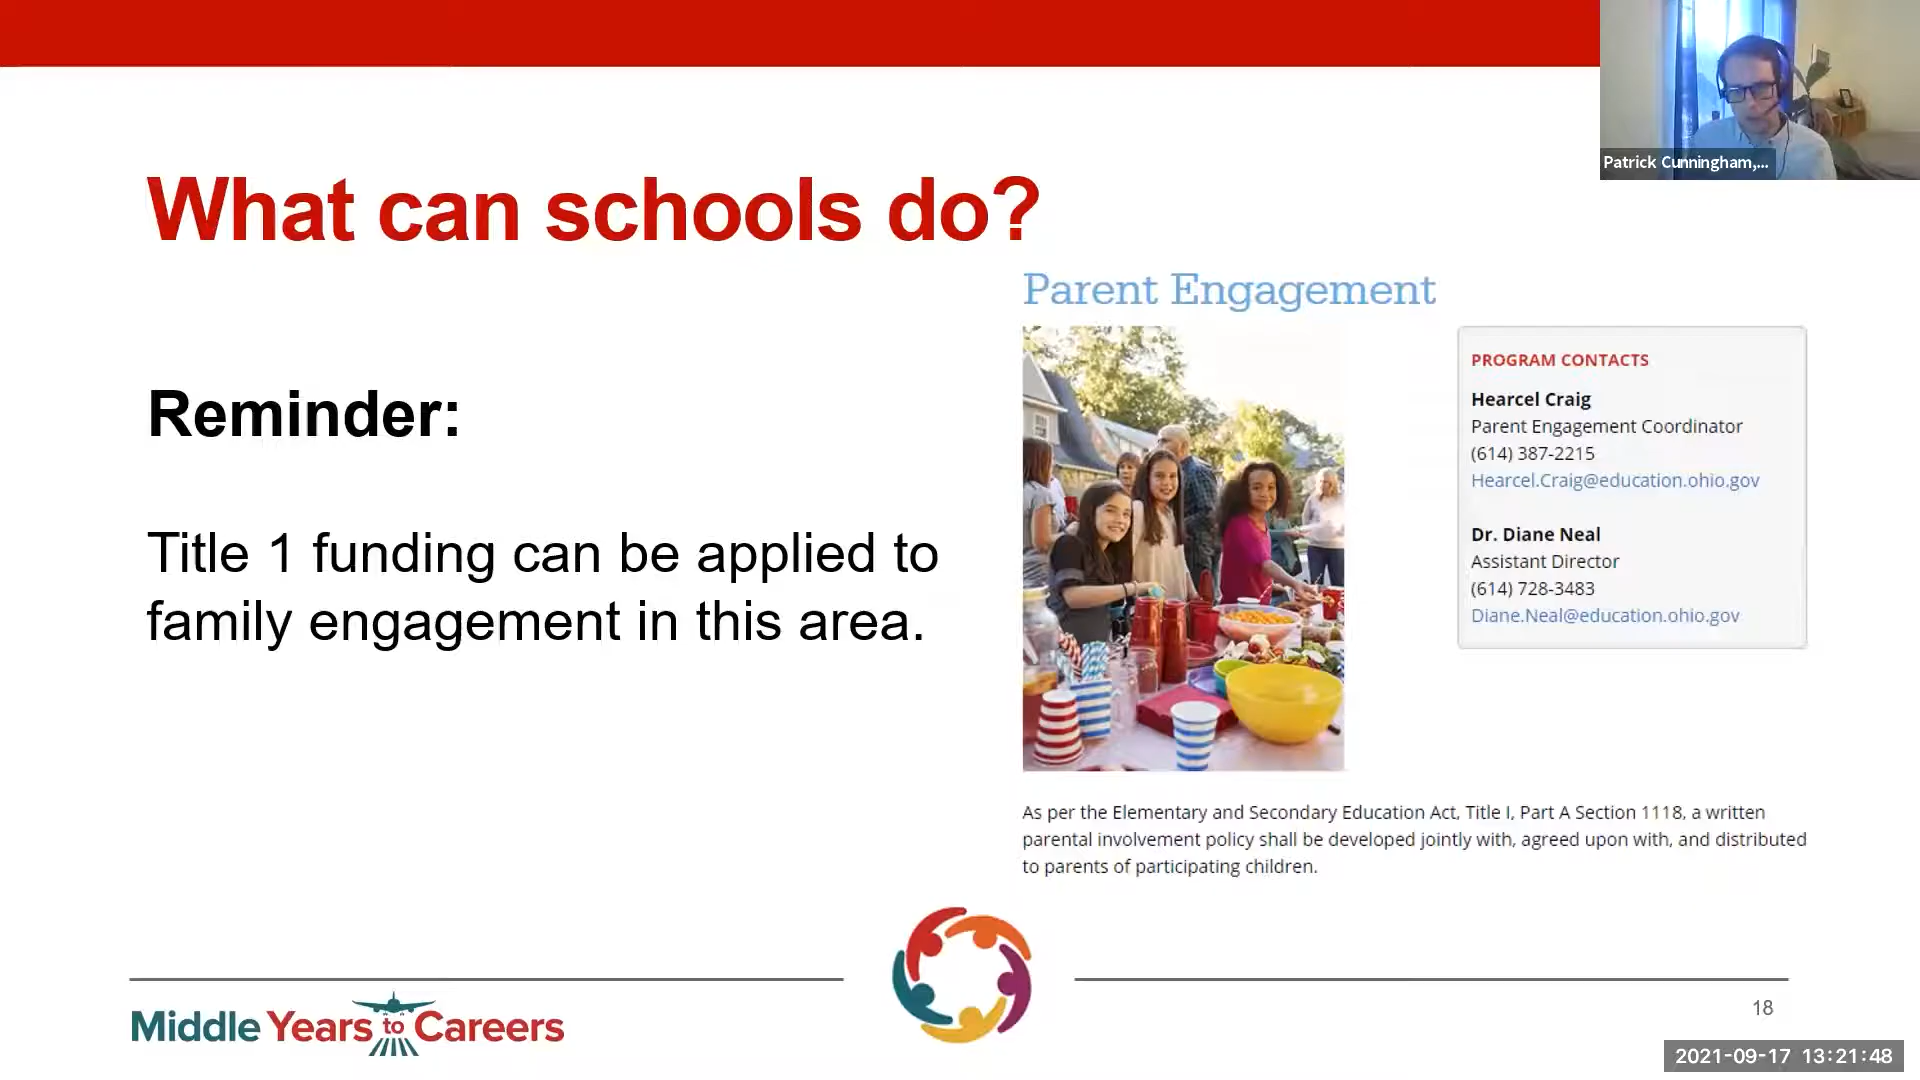 Patrick Cunningham,...
What can schools do?
Reminder:
Title 1 funding can be applied to
family engagement in this area.
Parent Engagement
PROGRAM CONTACTS
Hearcel Craig
Parent Engagement Coordinator
(614) 387-2215
Hearcel.Craig@education.ohio.gov
Dr. Diane Neal
Assistant Director
(614) 728-3483
Diane.Neal@education.ohio.gov
As per the Elementary and Secondary Education Act, Title I, Part A Section 1118, a written
parental involvement policy shall be developed jointly with, agreed upon with, and distributed
to parents of participating children.
Middle Years to Careers
18
2021-09-17 13:21:48